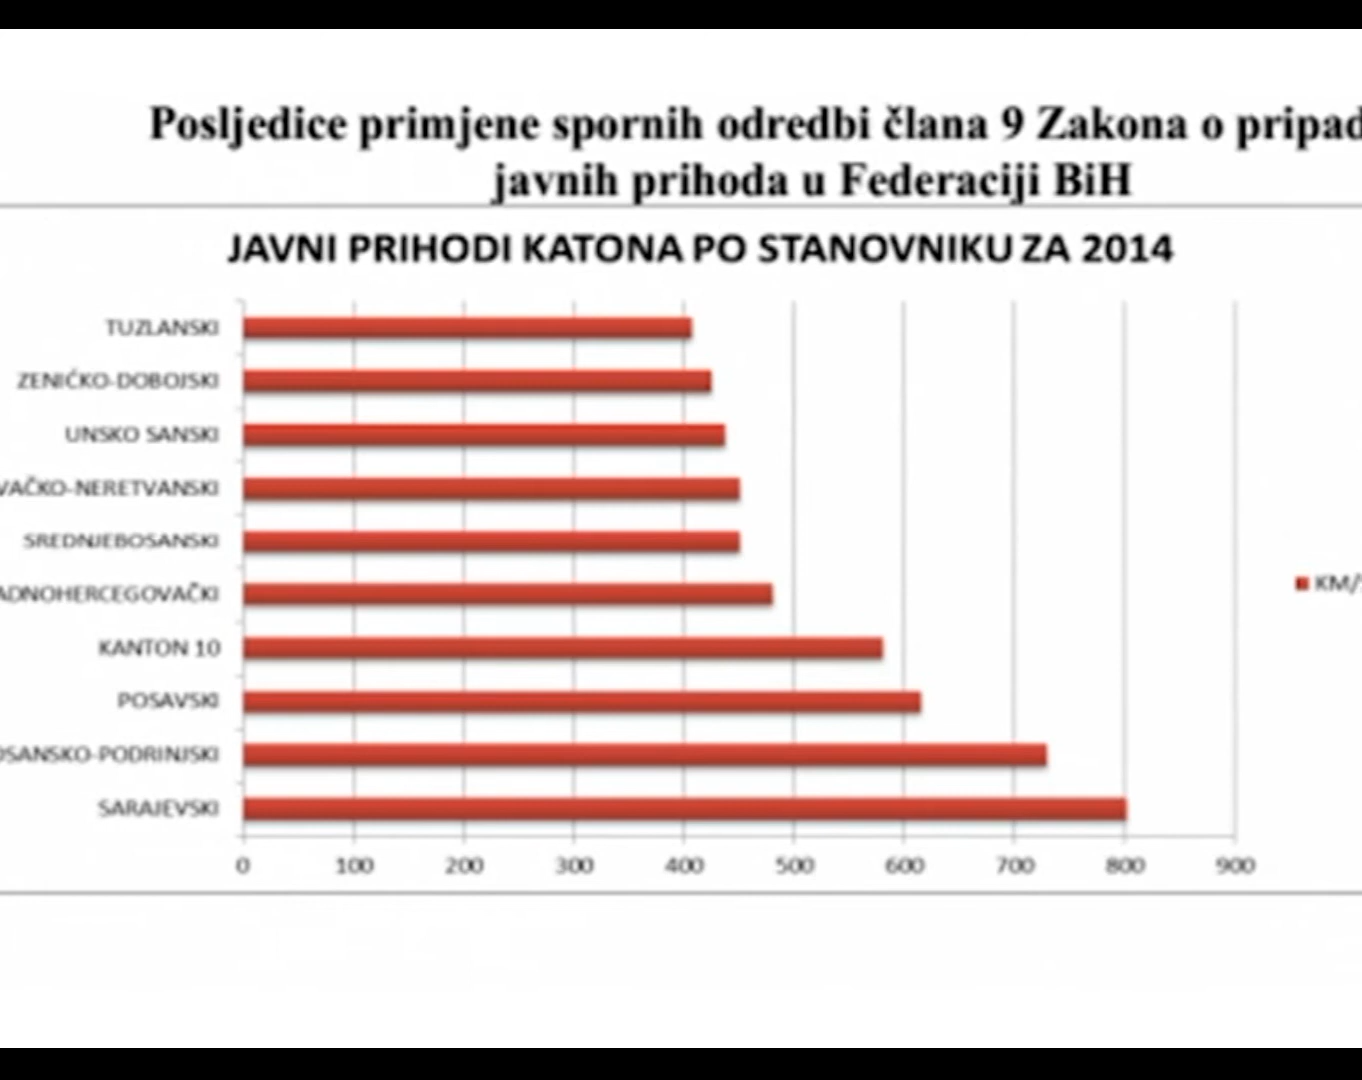 Posljedice primjene spornih odredbi člana 9 Zakona o pripad
javnih prihoda u Federaciji BiH
JAVNI PRIHODI KATONA PO STANOVNIKU ZA 2014
TUZLANSKI
ZENIĆKO-DOBOJSKI
UNSKO SANSKI
VAČKO-NERETVANSKI
SREDNJEBOSANSKI
ADNOHERCEGOVAČKI
KANTON 10
POSAVSKI
OSANSKO-PODRINJSKI
SARAJEVSKI
KM/
0 100 200 300 400 500 600 700 800 900